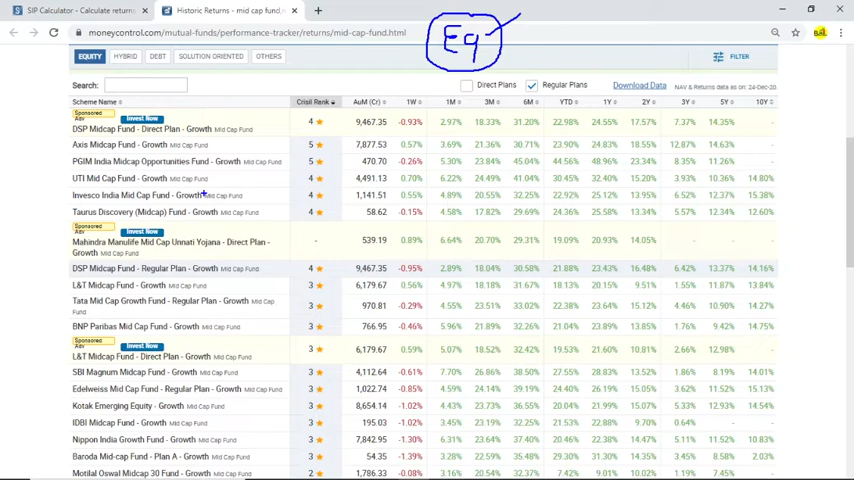 SIP Calculator - Calculate returns
Historic Returns - mid cap fund,
moneycontrol.com/mutual-funds/performance-tracker/returns/mid-cap-fund.html
Eq
EQUITY HYBRID DEBT SOLUTION ORIENTED OTHERS FILTER
Search: Direct Plans Regular Plans Download Data NAV & Returns data as on: 24-Dec-20
Scheme Name Crisil Rank AuM (Cr) 1W 1M 3M 6M YTD 1Y 2Y 3Y 5Y 10Y
Sponsored Adv Invest Now
DSP Midcap Fund - Direct Plan - Growth Mid Cap Fund 4 9,467.35 -0.93% 2.97% 18.33% 31.20% 22.98% 24.55% 17.57% 7.37% 14.35% -
Axis Midcap Fund - Growth Mid Cap Fund 5 7,877.53 0.57% 3.69% 21.36% 30.71% 23.90% 24.83% 18.55% 12.87% 14.63% -
PGIM India Midcap Opportunities Fund - Growth Mid Cap Fund 5 470.70 -0.26% 5.30% 23.84% 45.04% 44.56% 48.96% 23.34% 8.35% 11.26% -
UTI Mid Cap Fund - Growth Mid Cap Fund 4 4,491.13 0.70% 6.22% 24.49% 41.04% 30.45% 32.40% 15.20% 5.28% 10.36% 14.80%
Invesco India Mid Cap Fund - Growth Mid Cap Fund 4 1,141.51 0.55% 4.89% 20.55% 32.25% 22.92% 25.12% 13.95% 6.52% 12.37% 15.38%
Taurus Discovery (Midcap) Fund - Growth Mid Cap Fund 4 58.62 -0.15% 4.58% 17.82% 29.69% 24.36% 25.58% 13.34% 5.57% 12.34% 12.60%
Sponsored Adv Invest Now
Mahindra Manulife Mid Cap Unnati Yojana - Direct Plan - - 539.19 0.89% 6.64% 20.70% 29.31% 19.09% 20.93% 14.05% - - -
Growth Mid Cap Fund
DSP Midcap Fund - Regular Plan - Growth Mid Cap Fund 4 9,467.35 -0.95% 2.89% 18.04% 30.58% 21.88% 23.43% 16.48% 6.42% 13.37% 14.16%
L&T Midcap Fund - Growth Mid Cap Fund 3 6,179.67 0.56% 4.97% 18.18% 31.67% 18.43% 20.15% 9.51% 1.55% 11.87% 13.84%
Tata Mid Cap Growth Fund - Regular Plan - Growth Mid Cap 3 970.81 -0.29% 4.55% 23.51% 33.02% 22.38% 23.64% 15.12% 4.46% 10.90% 14.27%
Fund
BNP Paribas Mid Cap Fund - Growth Mid Cap Fund 3 766.95 -0.46% 5.96% 21.89% 32.26% 21.04% 23.89% 13.85% 1.76% 9.42% 14.75%
Sponsored Adv Invest Now
L&T Midcap Fund - Direct Plan - Growth Mid Cap Fund 3 6,179.67 0.59% 5.07% 18.52% 32.42% 19.53% 21.60% 10.81% 2.66% 12.98% -
SBI Magnum Midcap Fund - Growth Mid Cap Fund 3 4,112.64 -0.61% 7.70% 26.86% 38.50% 27.55% 28.83% 13.52% 1.86% 8.19% 14.01%
Edelweiss Mid Cap Fund - Regular Plan - Growth Mid Cap Fund 3 1,022.74 -0.85% 4.59% 24.14% 39.19% 24.40% 26.19% 15.05% 3.62% 11.52% 15.13%
Kotak Emerging Equity - Growth Mid Cap Fund 3 8,654.14 -1.02% 4.43% 23.73% 36.55% 20.04% 21.99% 15.07% 5.27% 12.93% 14.54%
IDBI Midcap Fund - Growth Mid Cap Fund 3 195.03 -1.02% 3.45% 23.19% 32.25% 21.53% 22.88% 9.70% 0.64% - -
Nippon India Growth Fund - Growth Mid Cap Fund 3 7,842.95 -1.30% 6.31% 23.64% 37.40% 20.46% 22.38% 14.47% 5.11% 11.52% 10.83%
Baroda Mid-cap Fund - Plan A - Growth Mid Cap Fund 3 54.35 -1.39% 3.28% 22.59% 35.48% 29.30% 31.30% 14.35% 3.45% 8.58% 2.03%
Motilal Oswal Midcap 30 Fund - Growth Mid Cap Fund 2 1,786.33 -0.08% 3.16% 20.54% 32.37% 7.42% 9.01% 10.02% 1.19% 7.45% -